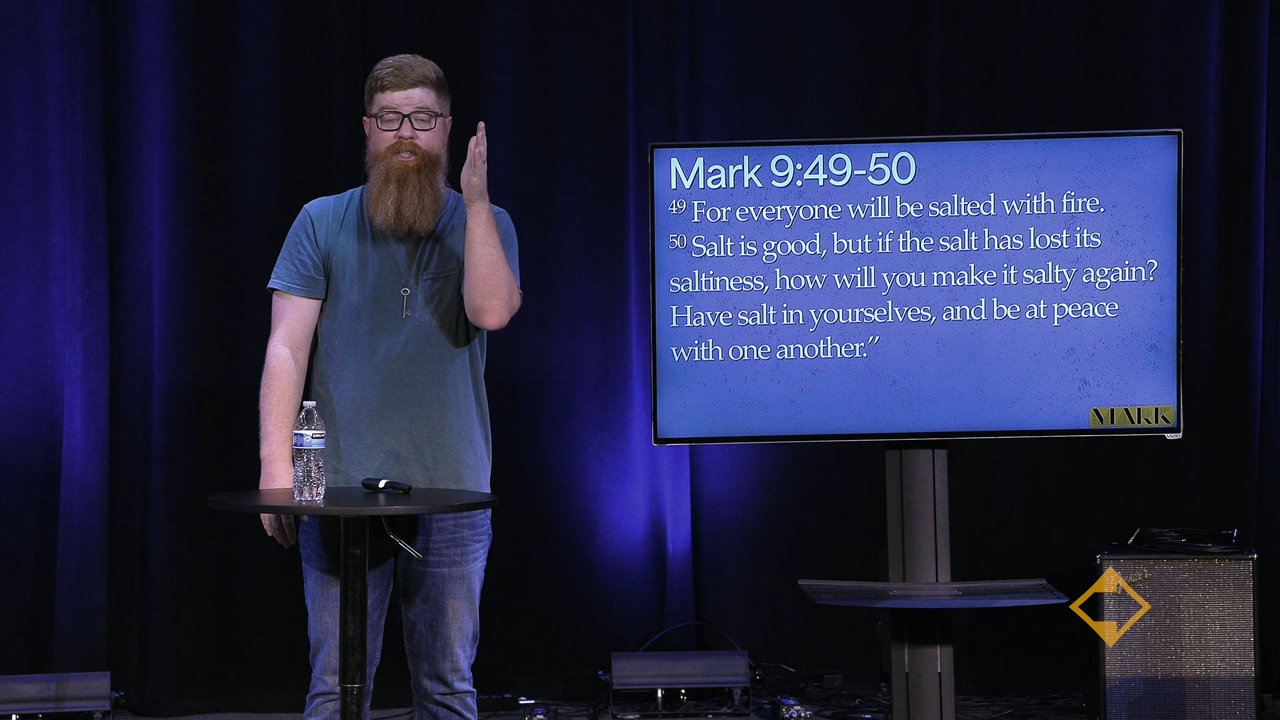 Mark 9:49-50
49 For everyone will be salted with fire.
50 Salt is good, but if the salt has lost its
saltiness, how will you make it salty again?
Have salt in yourselves, and be at peace
with one another.”
MARK
VIZIO